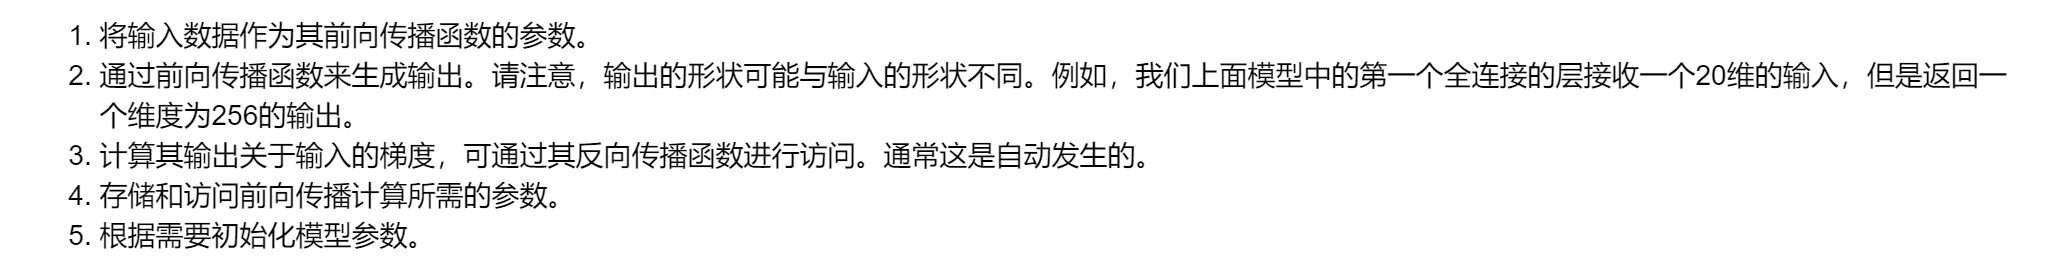 1. 将输入数据作为其前向传播函数的参数。
2. 通过前向传播函数来生成输出。请注意，输出的形状可能与输入的形状不同。例如，我们上面模型中的第一个全连接的层接收一个20维的输入，但是返回一
个维度为256的输出。
3. 计算其输出关于输入的梯度，可通过其反向传播函数进行访问。通常这是自动发生的。
4. 存储和访问前向传播计算所需的参数。
5. 根据需要初始化模型参数。